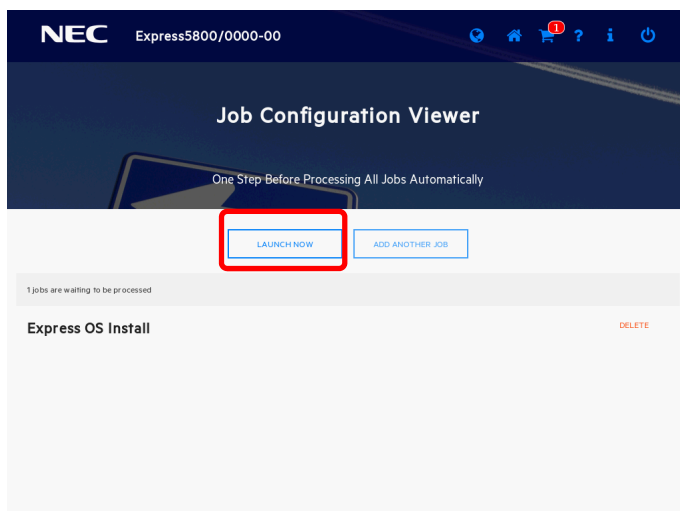 NEC Express5800/0000-00
1
?
i
Job Configuration Viewer
One Step Before Processing All Jobs Automatically
LAUNCH NOW
ADD ANOTHER JOB
1 jobs are waiting to be processed
Express OS Install
DELETE